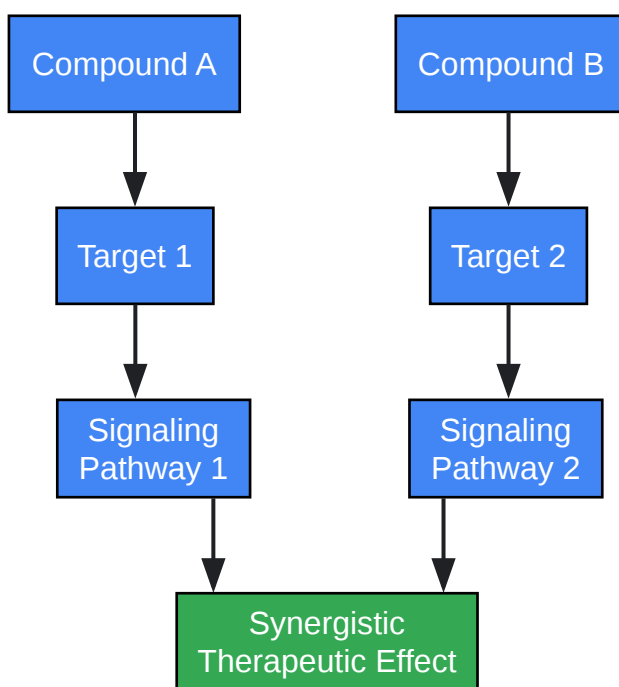 Compound A
Compound B
Target 1
Target 2
Signaling
Pathway 1
Signaling
Pathway 2
Synergistic
Therapeutic Effect